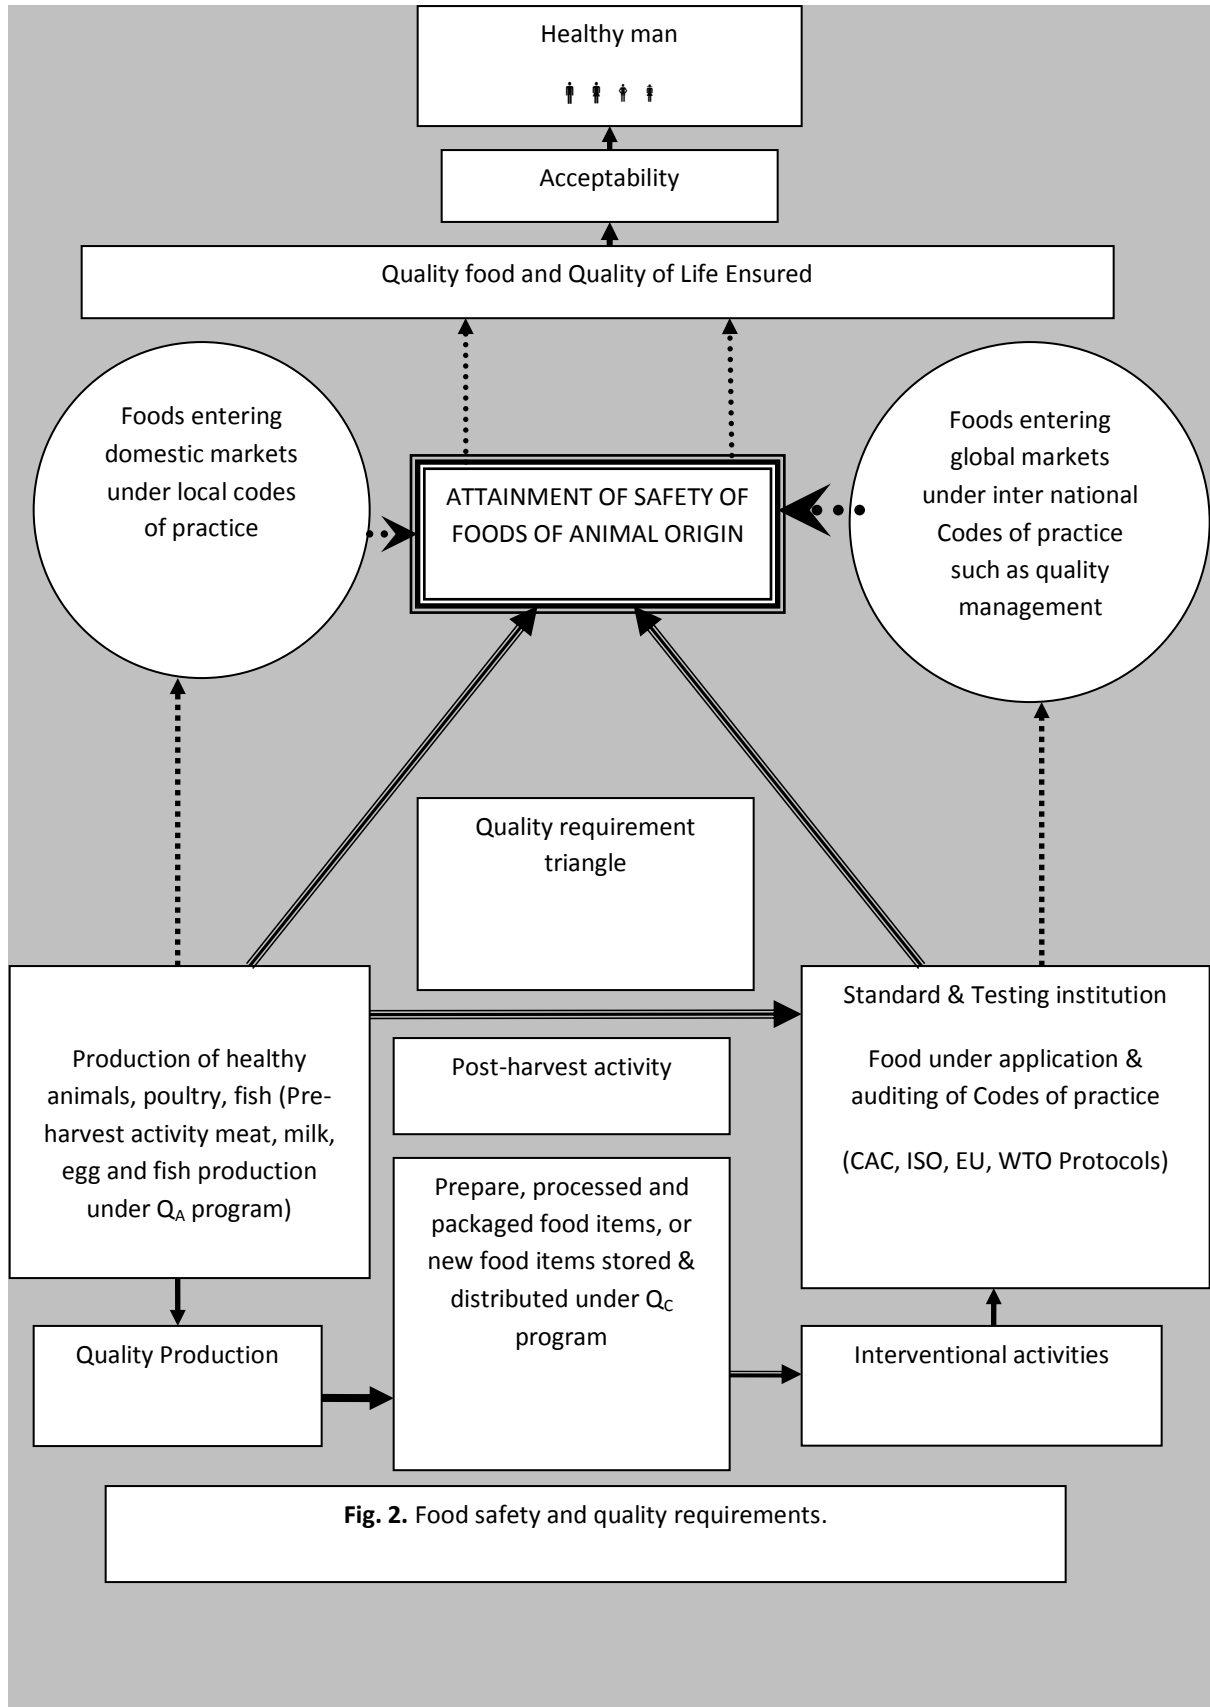 Healthy man
Acceptability
Quality food and Quality of Life Ensured
Foods entering
domestic markets
under local codes
of practice
ATTAINMENT OF SAFETY OF
FOODS OF ANIMAL ORIGIN
Foods entering
global markets
under inter national
Codes of practice
such as quality
management
Quality requirement
triangle
Production of healthy
animals, poultry, fish (Pre-
harvest activity meat, milk,
egg and fish production
under QA program)
Post-harvest activity
Standard & Testing institution
Food under application &
auditing of Codes of practice
(CAC, ISO, EU, WTO Protocols)
Prepare, processed and
packaged food items, or
new food items stored &
distributed under QC
program
Quality Production
Interventional activities
Fig. 2. Food safety and quality requirements.